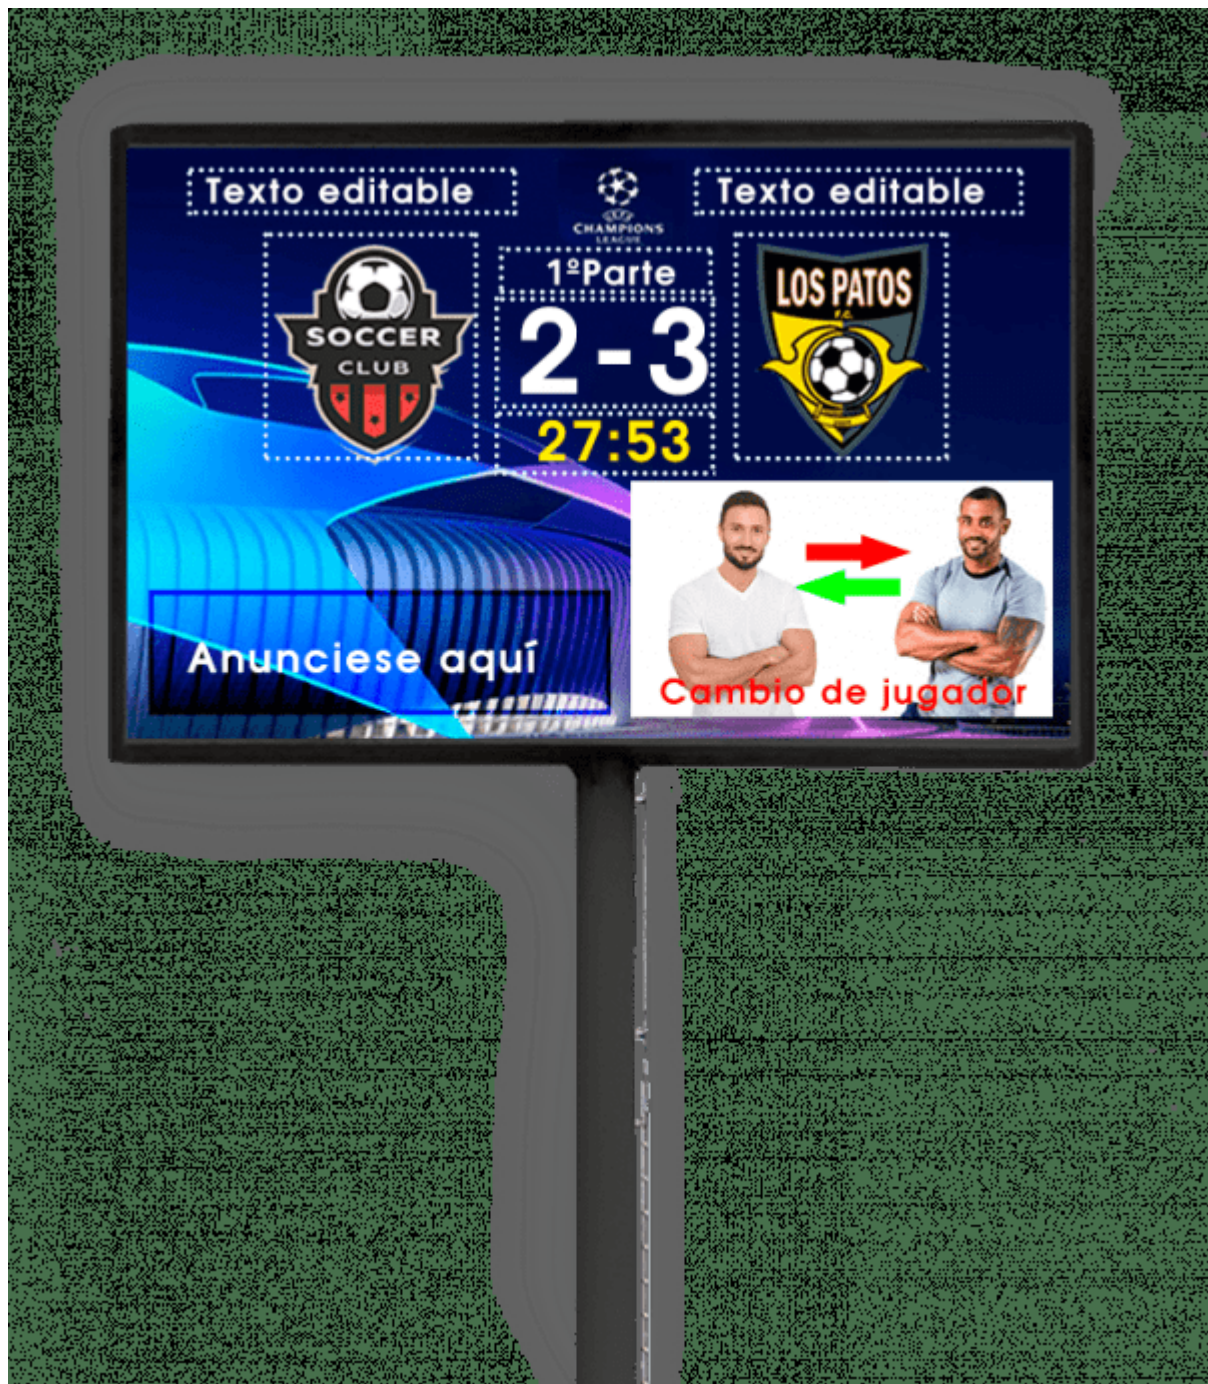 Texto editable
Texto editable
UEFA
CHAMPIONS
LEAGUE
1ºParte
2-3
27:53
SOCCER
CLUB
LOS PATOS
F.C.
Anunciese aquí
Cambio de jugador